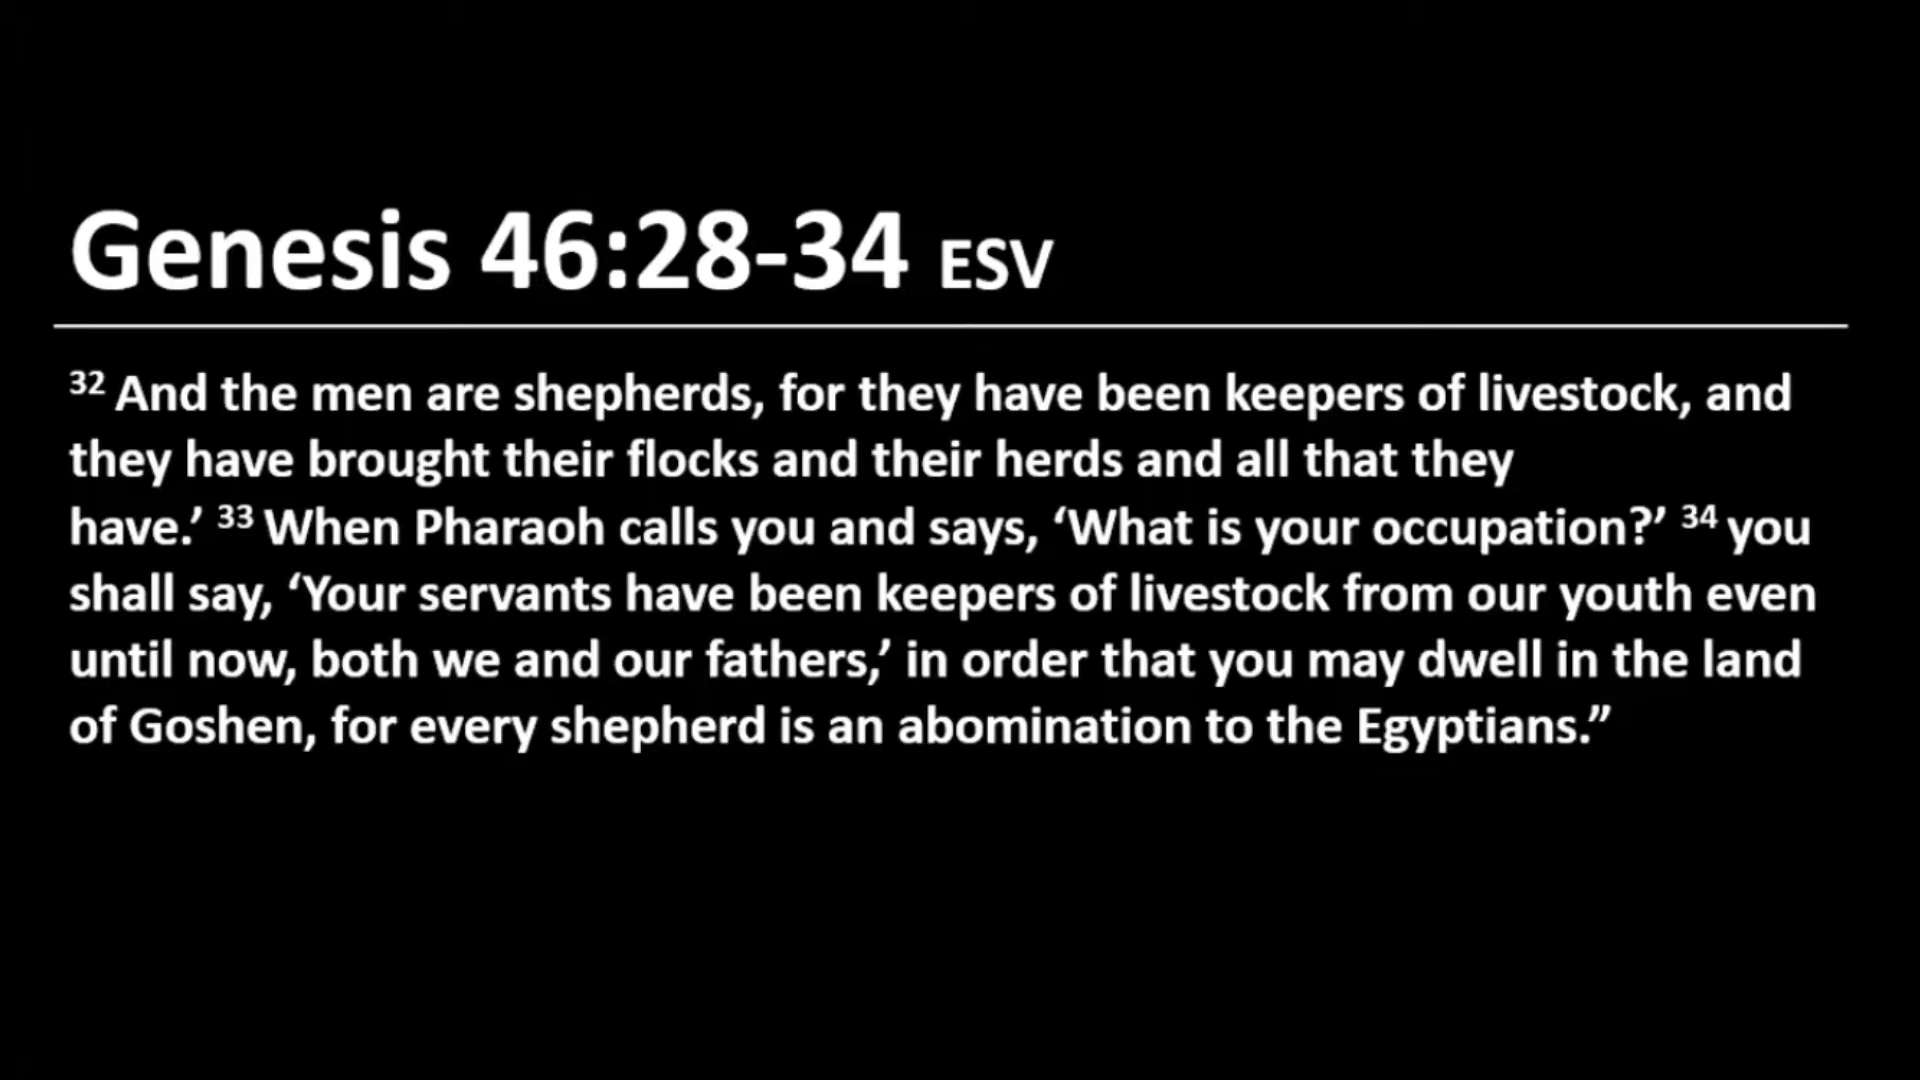 Genesis 46:28-34 ESV
32 And the men are shepherds, for they have been keepers of livestock, and
they have brought their flocks and their herds and all that they
have.’ 33 When Pharaoh calls you and says, ‘What is your occupation?’ 34 you
shall say, ‘Your servants have been keepers of livestock from our youth even
until now, both we and our fathers,’ in order that you may dwell in the land
of Goshen, for every shepherd is an abomination to the Egyptians.”